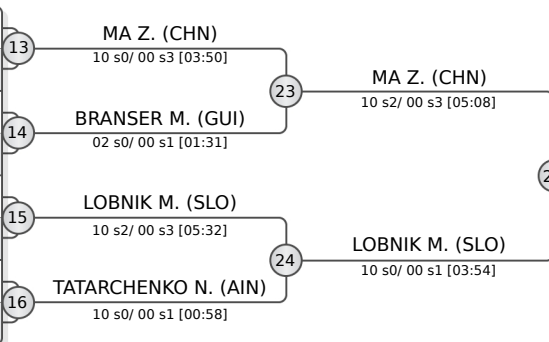 MA Z. (CHN)
13
10 s0/ 00 s3 [03:50]
MA Z. (CHN)
23
10 s2/ 00 s3 [05:08]
BRANSER M. (GUI)
14
02 s0/ 00 s1 [01:31]
LOBNIK M. (SLO)
15
10 s2/ 00 s3 [05:32]
LOBNIK M. (SLO)
24
10 s0/ 00 s1 [03:54]
TATARCHENKO N. (AIN)
16
10 s0/ 00 s1 [00:58]